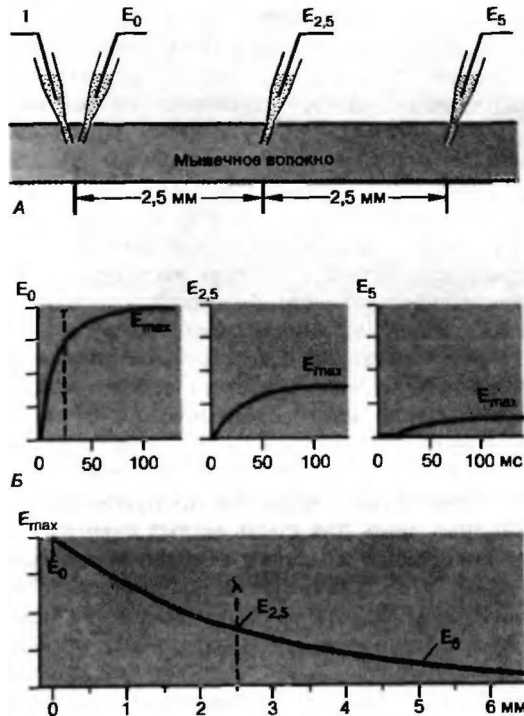 1 E0 E2,5 E5
Мышечное волокно
2,5 мм 2,5 мм
А
E0 E2,5 E5
τ
Emax Emax Emax
0 50 100 0 50 100 0 50 100 мс
Б
Emax
E0 λ E2,5 E5
0 1 2 3 4 5 6 мм